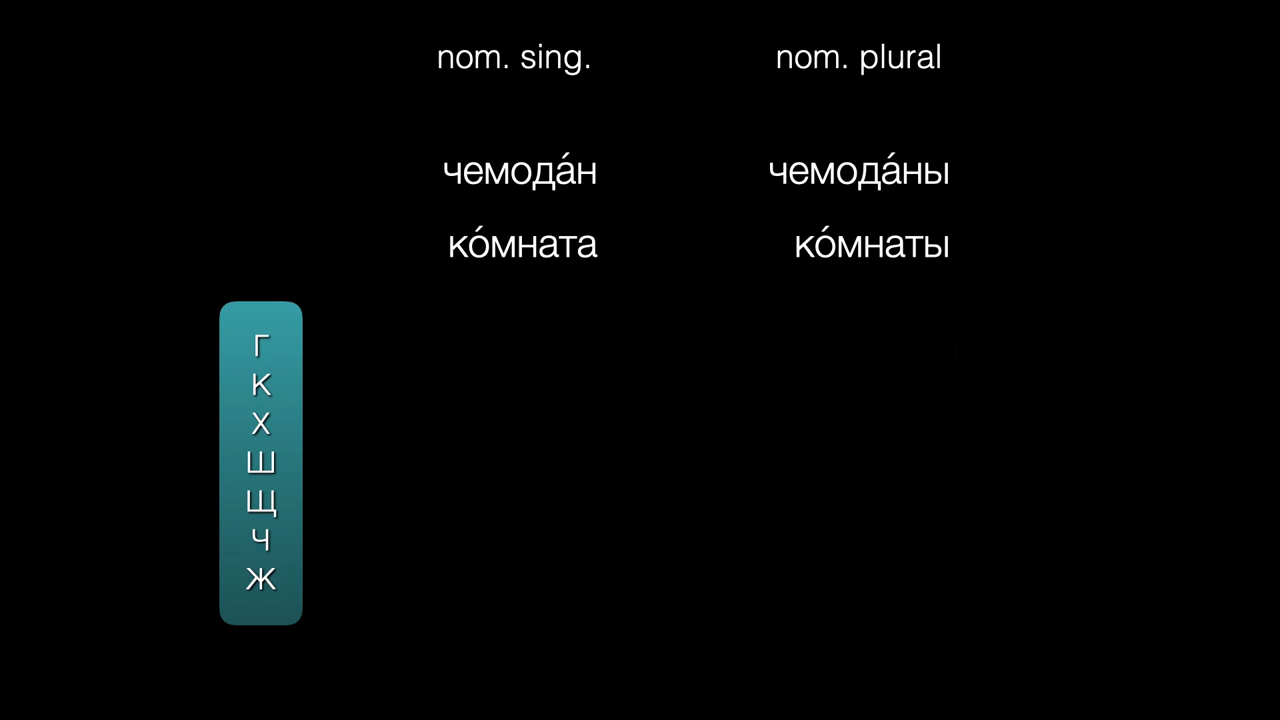 nom. sing. nom. plural
чемода́н чемода́ны
ко́мната ко́мнаты
Г
К
Х
Ш
Щ
Ч
Ж